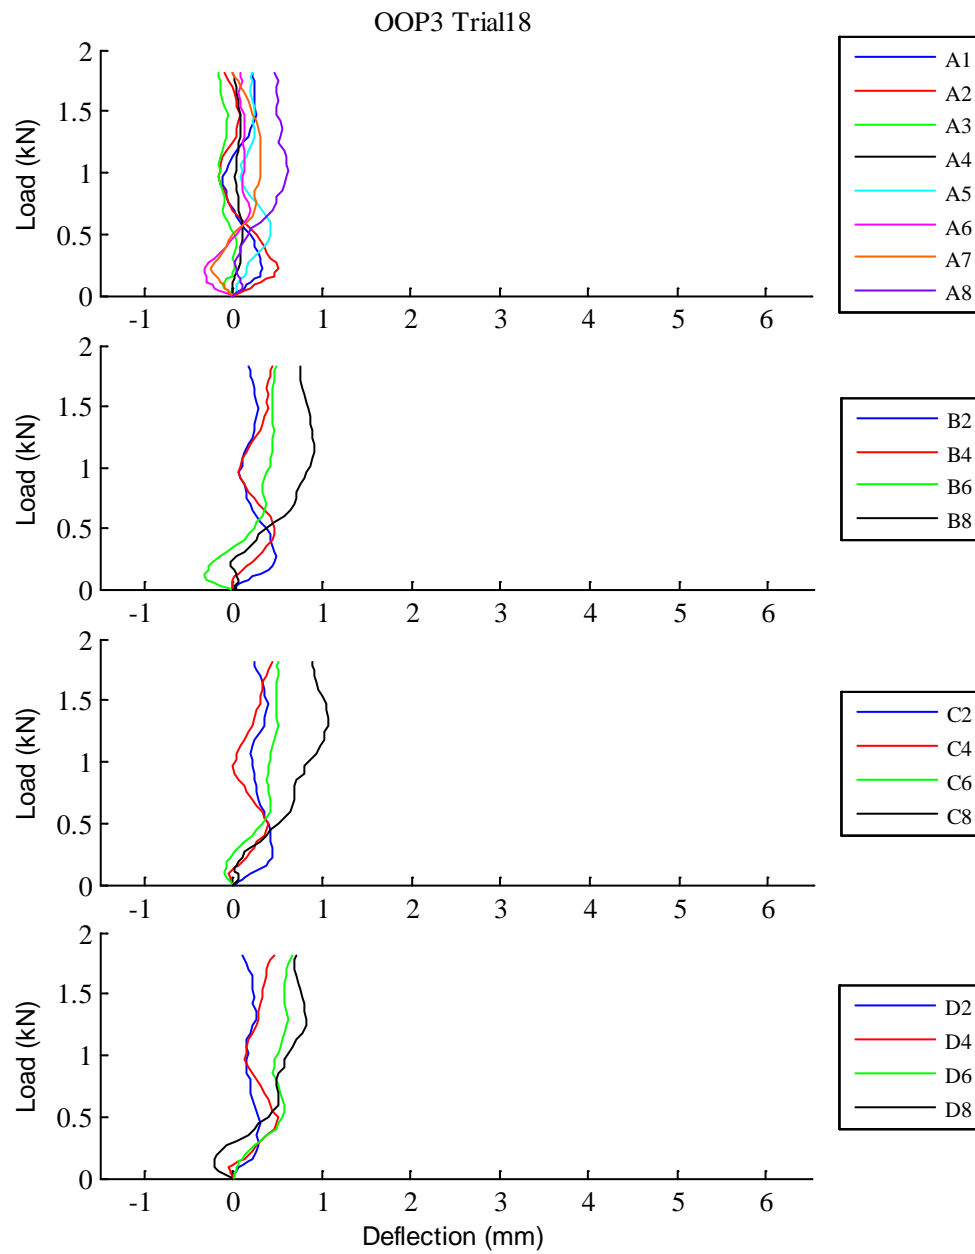 OOP3 Trial18
2
1.5
1
0.5
0
Load (kN)
-1 0 1 2 3 4 5 6
A1
A2
A3
A4
A5
A6
A7
A8
2
1.5
1
0.5
0
Load (kN)
-1 0 1 2 3 4 5 6
B2
B4
B6
B8
2
1.5
1
0.5
0
Load (kN)
-1 0 1 2 3 4 5 6
C2
C4
C6
C8
2
1.5
1
0.5
0
Load (kN)
-1 0 1 2 3 4 5 6
Deflection (mm)
D2
D4
D6
D8